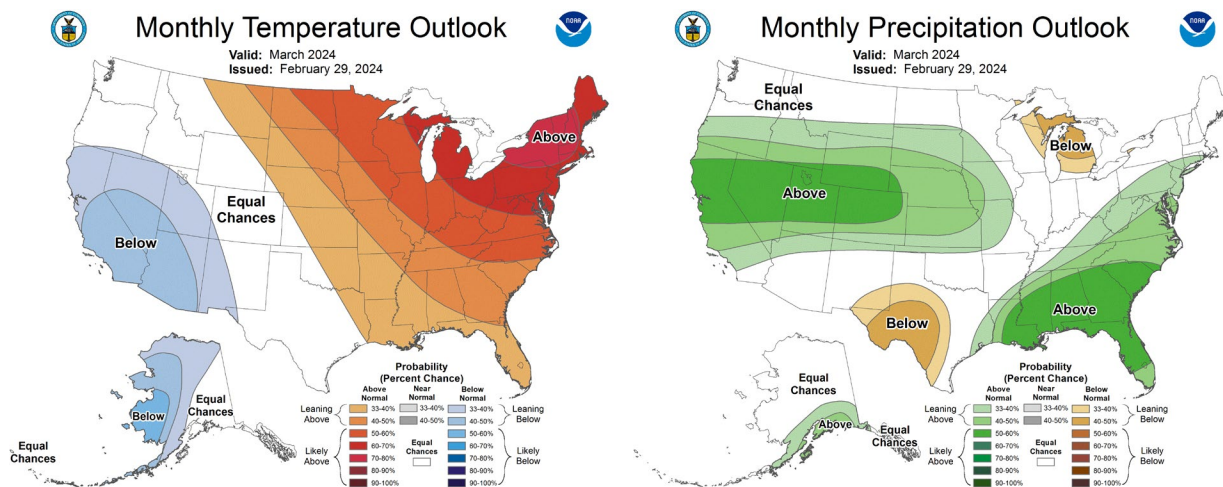 Monthly Temperature Outlook
Valid: March 2024
Issued: February 29, 2024
Above
Equal
Chances
Below
Below
Equal
Chances
Equal
Chances
Probability
(Percent Chance)
Above
Normal
Near
Normal
Below
Normal
Leaning
Above
33-40%
33-40%
33-40%
Leaning
Below
40-50%
40-50%
40-50%
Likely
Above
50-60%
50-60%
Likely
Below
60-70%
60-70%
70-80%
70-80%
80-90%
80-90%
90-100%
90-100%
Equal
Chances
NOAA
Monthly Precipitation Outlook
Valid: March 2024
Issued: February 29, 2024
Equal
Chances
Below
Above
Below
Above
Equal
Chances
Above
Equal
Chances
Probability
(Percent Chance)
Above
Normal
Near
Normal
Below
Normal
Leaning
Above
33-40%
33-40%
33-40%
Leaning
Below
40-50%
40-50%
40-50%
Likely
Above
50-60%
50-60%
Likely
Below
60-70%
60-70%
70-80%
70-80%
80-90%
80-90%
90-100%
90-100%
Equal
Chances
NOAA